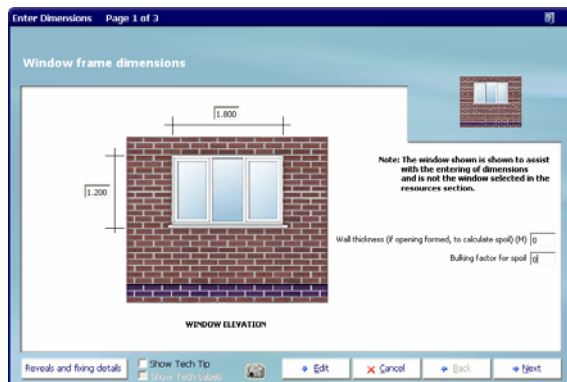 Enter Dimensions Page 1 of 3
Window frame dimensions
1.800
1.200
Note: The window shown is shown to assist
with the entering of dimensions
and is not the window selected in the
resources section.
Wall thickness (if opening formed, to calculate spoil) (M) 0
Bulking factor for spoil 0
WINDOW ELEVATION
Reveals and fixing details
Show Tech Tip
Show Tech Labels
Edit
Cancel
Back
Next